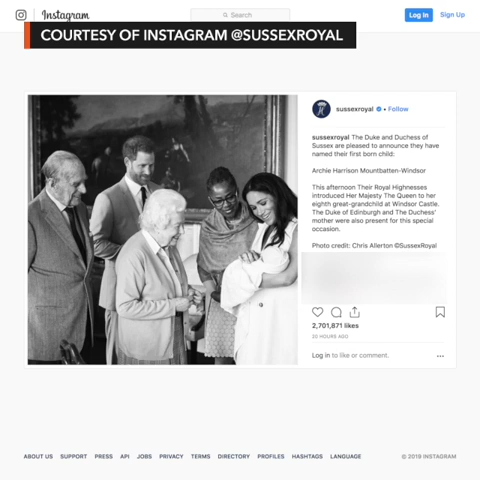 Instagram
Search
Log In
Sign Up
COURTESY OF INSTAGRAM @SUSSEXROYAL
sussexroyal • Follow
sussexroyal The Duke and Duchess of
Sussex are pleased to announce they have
named their first born child:
Archie Harrison Mountbatten-Windsor
This afternoon Their Royal Highnesses
introduced Her Majesty The Queen to her
eighth great-grandchild at Windsor Castle.
The Duke of Edinburgh and The Duchess'
mother were also present for this special
occasion.
Photo credit: Chris Allerton ©SussexRoyal
2,701,871 likes
20 HOURS AGO
Log in to like or comment.
ABOUT US SUPPORT PRESS API JOBS PRIVACY TERMS DIRECTORY PROFILES HASHTAGS LANGUAGE
© 2019 INSTAGRAM